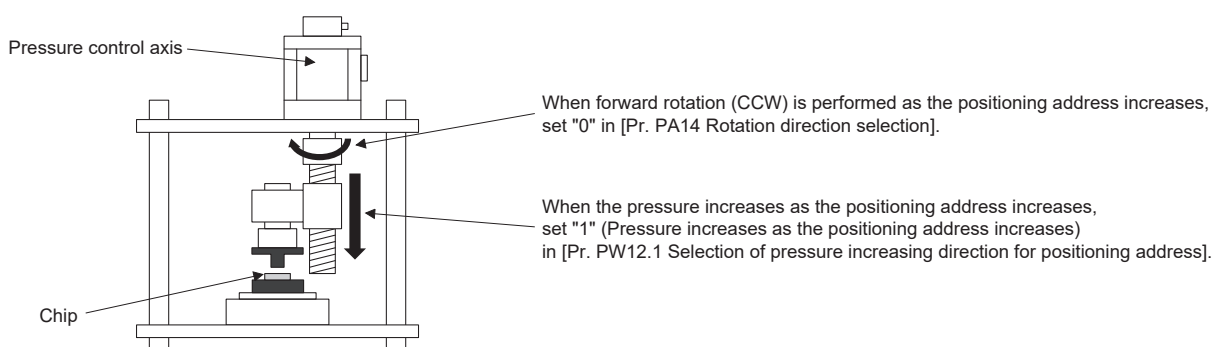 Pressure control axis
When forward rotation (CCW) is performed as the positioning address increases,
set "0" in [Pr. PA14 Rotation direction selection].
When the pressure increases as the positioning address increases,
set "1" (Pressure increases as the positioning address increases)
in [Pr. PW12.1 Selection of pressure increasing direction for positioning address].
Chip